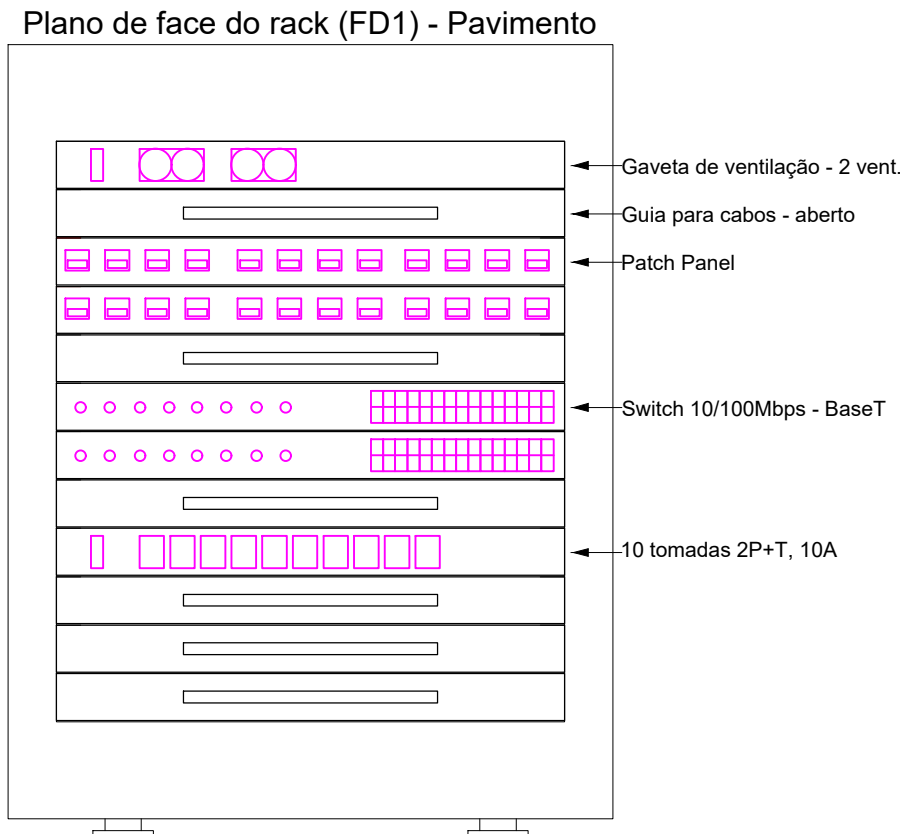 Plano de face do rack (FD1) - Pavimento
Gaveta de ventilação - 2 vent.
Guia para cabos - aberto
Patch Panel
Switch 10/100Mbps - BaseT
10 tomadas 2P+T, 10A